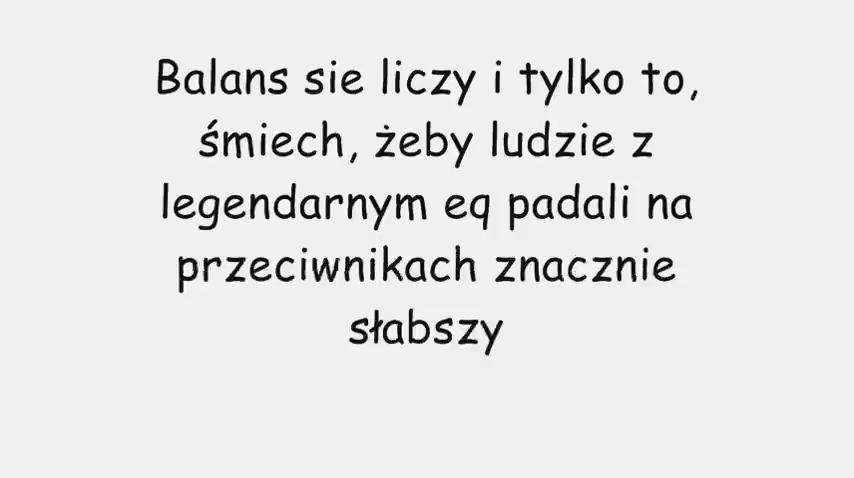 Balans sie liczy i tylko to,
śmiech, żeby ludzie z
legendarnym eq padali na
przeciwnikach znacznie
słabszy